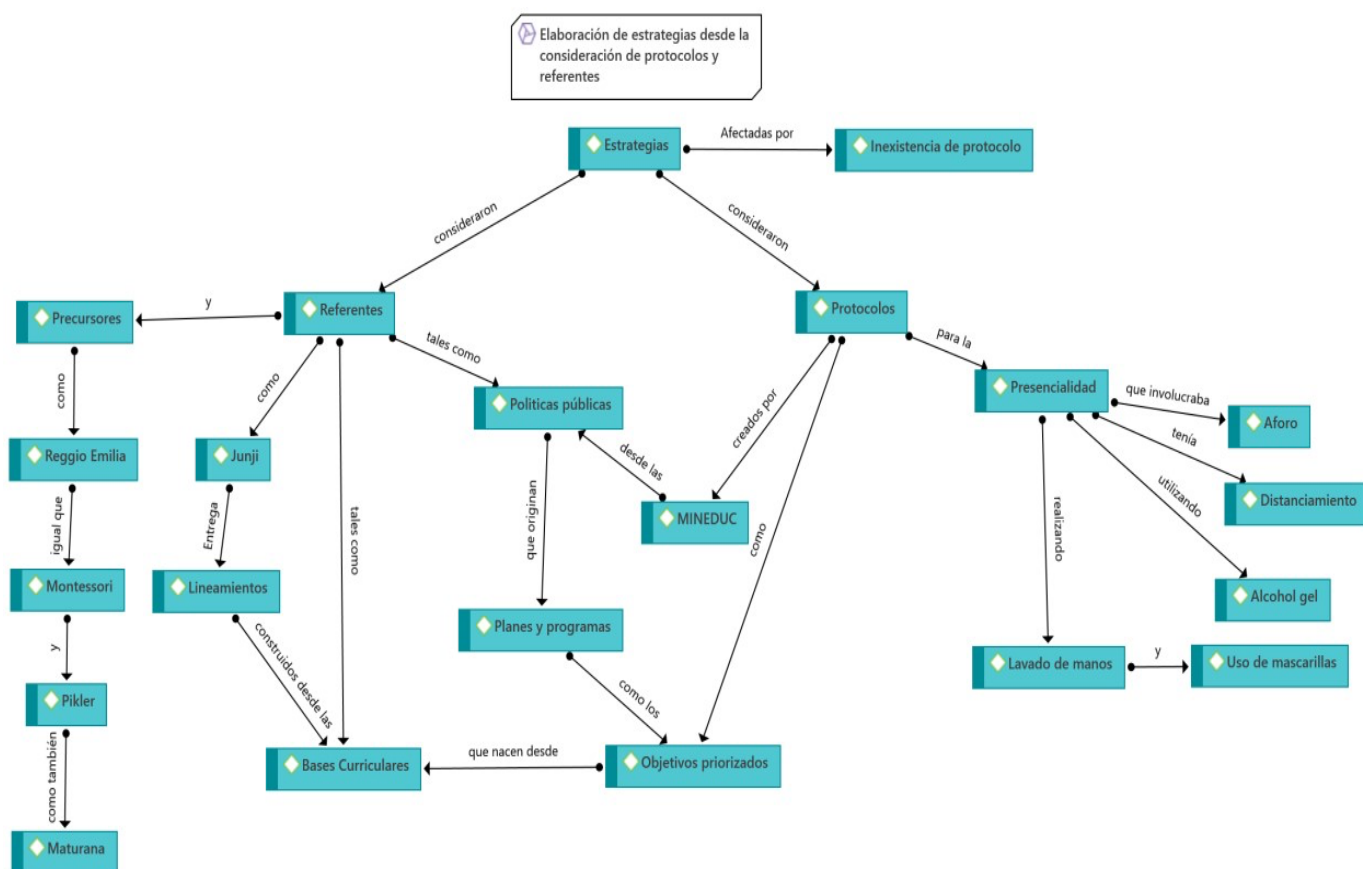 Elaboración de estrategias desde la
consideración de protocolos y
referentes
Estrategias
Afectadas por
Inexistencia de protocolo
consideraron
consideraron
Precursores
y
Referentes
Protocolos
tales como
para la
como
como
Presencialidad
que involucraba
Politicas públicas
creados por
Aforo
tenía
Reggio Emilia
Junji
desde las
utilizando
Distanciamiento
igual que
Entrega
tales como
que originan
MINEDUC
como
realizando
Montessori
Lineamientos
Alcohol gel
y
construidos desde las
Planes y programas
Lavado de manos
y
Uso de mascarillas
Pikler
como los
como también
Bases Curriculares
que nacen desde
Objetivos priorizados
Maturana